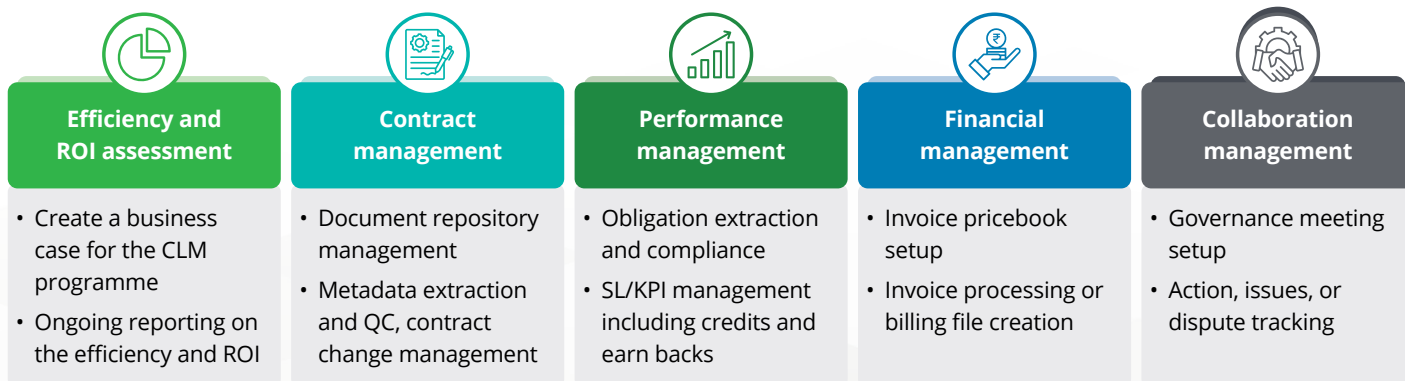 Efficiency and
ROI assessment
• Create a business
case for the CLM
programme
• Ongoing reporting on
the efficiency and ROI
Contract
management
• Document repository
management
• Metadata extraction
and QC, contract
change management
Performance
management
• Obligation extraction
and compliance
• SL/KPI management
including credits and
earn backs
₹
Financial
management
• Invoice pricebook
setup
• Invoice processing or
billing file creation
Collaboration
management
• Governance meeting
setup
• Action, issues, or
dispute tracking